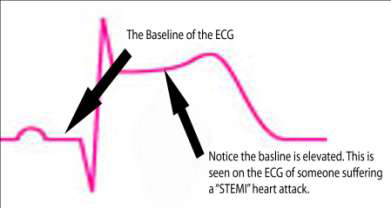 The Baseline of the ECG
Notice the basline is elevated. This is
seen on the ECG of someone suffering
a "STEMI" heart attack.